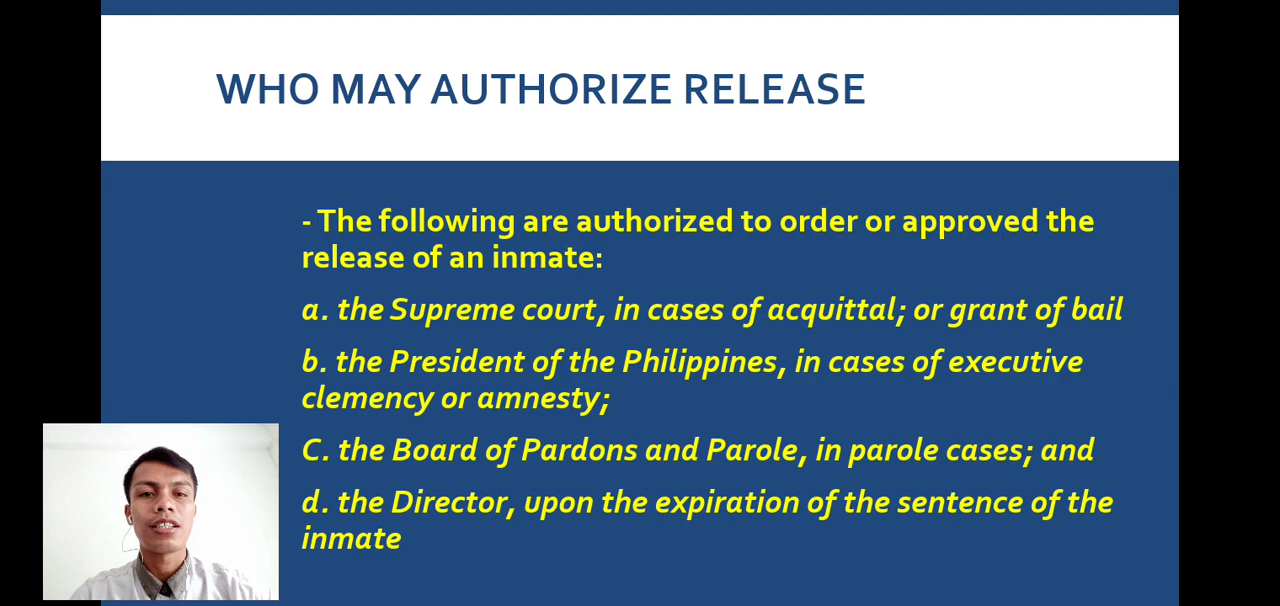 WHO MAY AUTHORIZE RELEASE
- The following are authorized to order or approved the
release of an inmate:
a. the Supreme court, in cases of acquittal; or grant of bail
b. the President of the Philippines, in cases of executive
clemency or amnesty;
C. the Board of Pardons and Parole, in parole cases; and
d. the Director, upon the expiration of the sentence of the
inmate